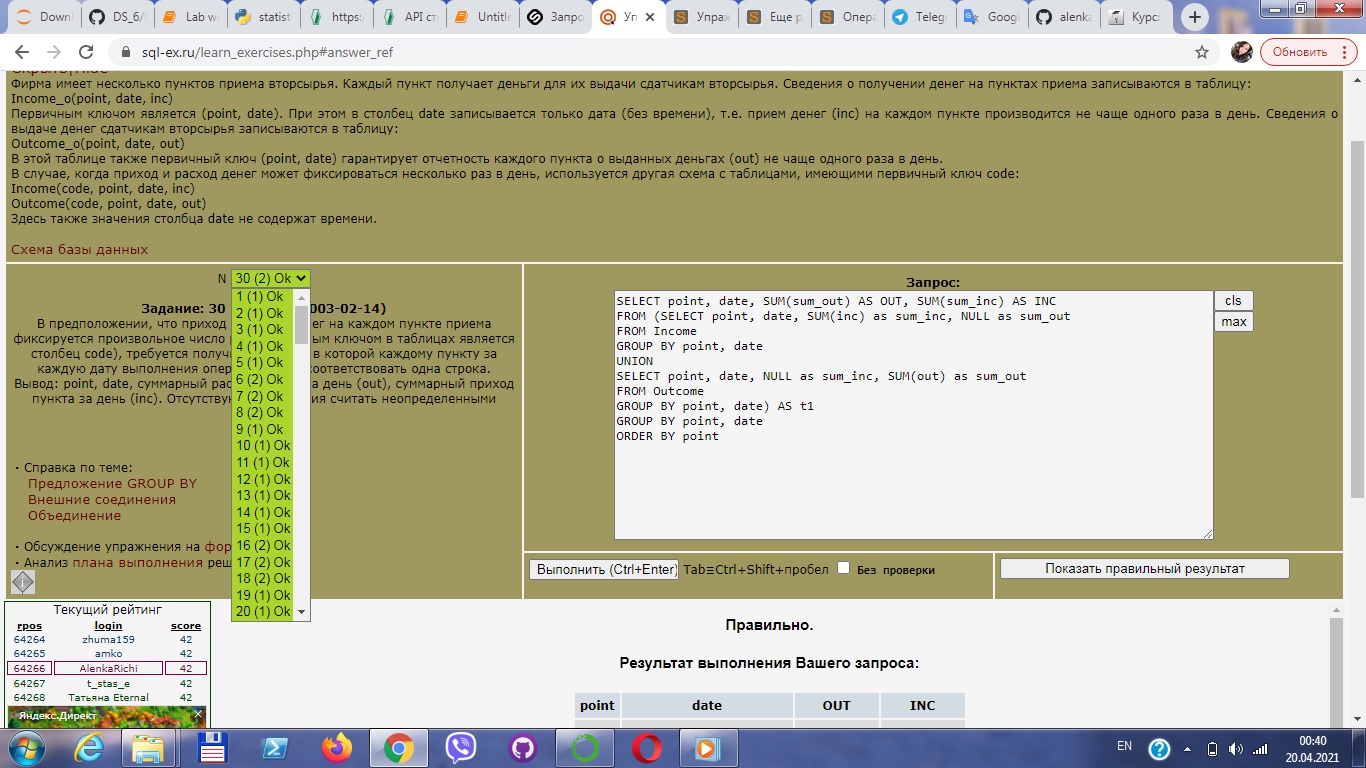 Down
DS_6/
Lab w
statist
https:/
API ст
Untitle
Запро
Уп
Упраж
Еще р
Опера
Telegr
Googl
alenka
Курс:
sql-ex.ru/learn_exercises.php#answer_ref
Обновить
Фирма имеет несколько пунктов приема вторсырья. Каждый пункт получает деньги для их выдачи сдатчикам вторсырья. Сведения о получении денег на пунктах приема записываются в таблицу:
Income_o(point, date, inc)
Первичным ключом является (point, date). При этом в столбец date записывается только дата (без времени), т.е. прием денег (inc) на каждом пункте производится не чаще одного раза в день. Сведения о
выдаче денег сдатчикам вторсырья записываются в таблицу:
Outcome_o(point, date, out)
В этой таблице также первичный ключ (point, date) гарантирует отчетность каждого пункта о выданных деньгах (out) не чаще одного раза в день.
В случае, когда приход и расход денег может фиксироваться несколько раз в день, используется другая схема с таблицами, имеющими первичный ключ code:
Income(code, point, date, inc)
Outcome(code, point, date, out)
Здесь также значения столбца date не содержат времени.
Схема базы данных
N 30 (2) Ok
1 (1) Ok
2 (1) Ok
3 (1) Ok
4 (1) Ok
5 (1) Ok
6 (2) Ok
7 (2) Ok
8 (2) Ok
9 (1) Ok
10 (1) Ok
11 (1) Ok
12 (1) Ok
13 (1) Ok
14 (1) Ok
15 (1) Ok
16 (2) Ok
17 (2) Ok
18 (2) Ok
19 (1) Ok
20 (1) Ok
Задание: 30 003-02-14)
В предположении, что приход ег на каждом пункте приема
фиксируется произвольное число ым ключом в таблицах является
столбец code), требуется получи в которой каждому пункту за
каждую дату выполнения опер соответствовать одна строка.
Вывод: point, date, суммарный рас а день (out), суммарный приход
пункта за день (inc). Отсутствую ия считать неопределенными
• Справка по теме:
Предложение GROUP BY
Внешние соединения
Объединение
• Обсуждение упражнения на фор
• Анализ плана выполнения реш
Запрос:
SELECT point, date, SUM(sum_out) AS OUT, SUM(sum_inc) AS INC
FROM (SELECT point, date, SUM(inc) as sum_inc, NULL as sum_out
FROM Income
GROUP BY point, date
UNION
SELECT point, date, NULL as sum_inc, SUM(out) as sum_out
FROM Outcome
GROUP BY point, date) AS t1
GROUP BY point, date
ORDER BY point
cls
max
Выполнить (Ctrl+Enter) Tab≡Ctrl+Shift+пробел Без проверки
Показать правильный результат
Текущий рейтинг
rpos login score
64264 zhuma159 42
64265 amko 42
64266 AlenkaRichi 42
64267 t_stas_e 42
64268 Татьяна Eternal 42
Яндекс.Директ
Правильно.
Результат выполнения Вашего запроса:
point date OUT INC
EN
00:40
20.04.2021